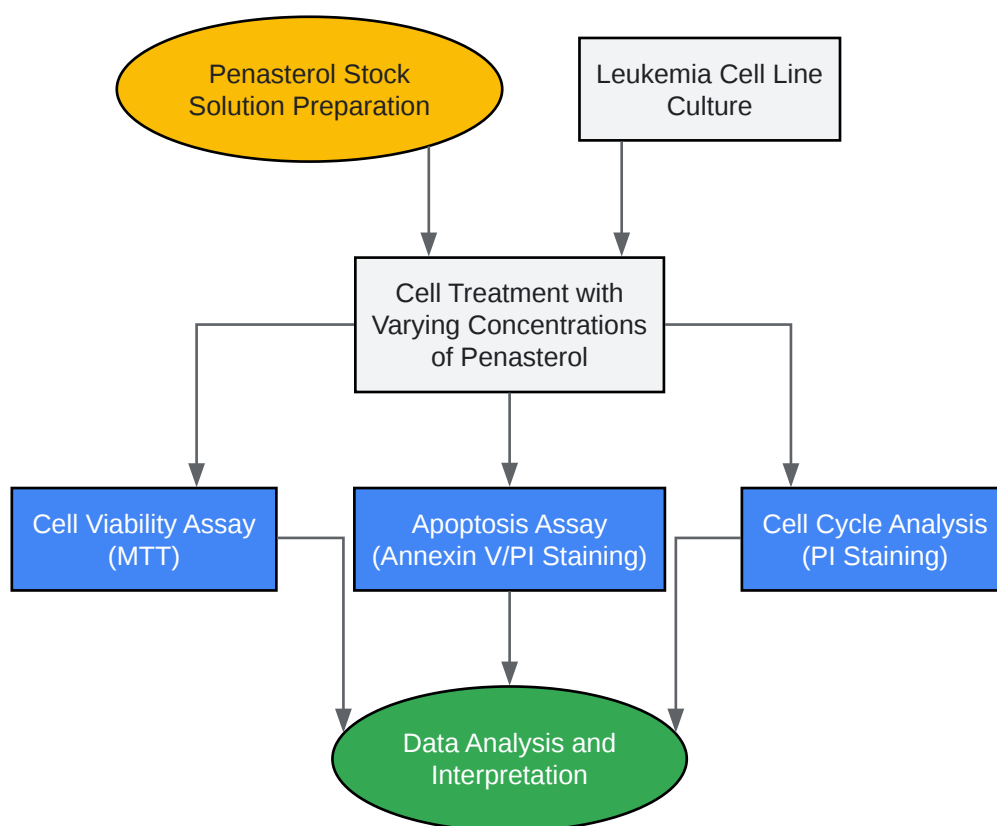 Penasterol Stock
Solution Preparation
Leukemia Cell Line
Culture
Cell Treatment with
Varying Concentrations
of Penasterol
Cell Viability Assay
(MTT)
Apoptosis Assay
(Annexin V/PI Staining)
Cell Cycle Analysis
(PI Staining)
Data Analysis and
Interpretation